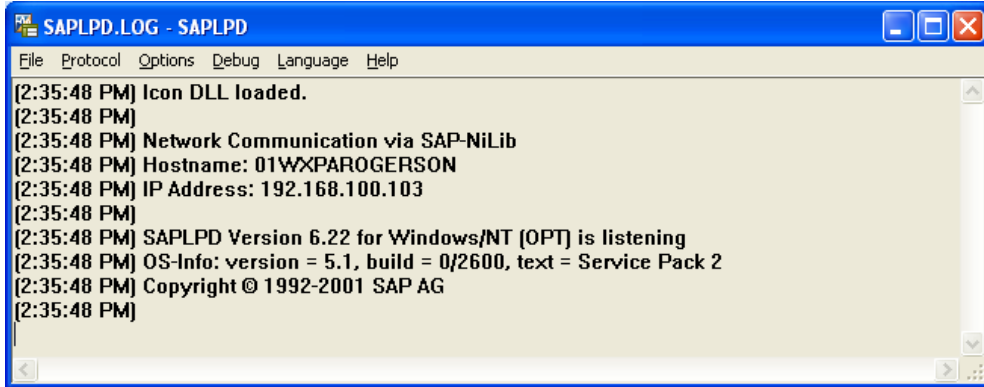 SAPLPD.LOG - SAPLPD
File Protocol Options Debug Language Help
(2:35:48 PM) Icon DLL loaded.
(2:35:48 PM)
(2:35:48 PM) Network Communication via SAP-NiLib
(2:35:48 PM) Hostname: 01WXPAROGERSON
(2:35:48 PM) IP Address: 192.168.100.103
(2:35:48 PM)
(2:35:48 PM) SAPLPD Version 6.22 for Windows/NT (OPT) is listening
(2:35:48 PM) OS-Info: version = 5.1, build = 0/2600, text = Service Pack 2
(2:35:48 PM) Copyright © 1992-2001 SAP AG
(2:35:48 PM)